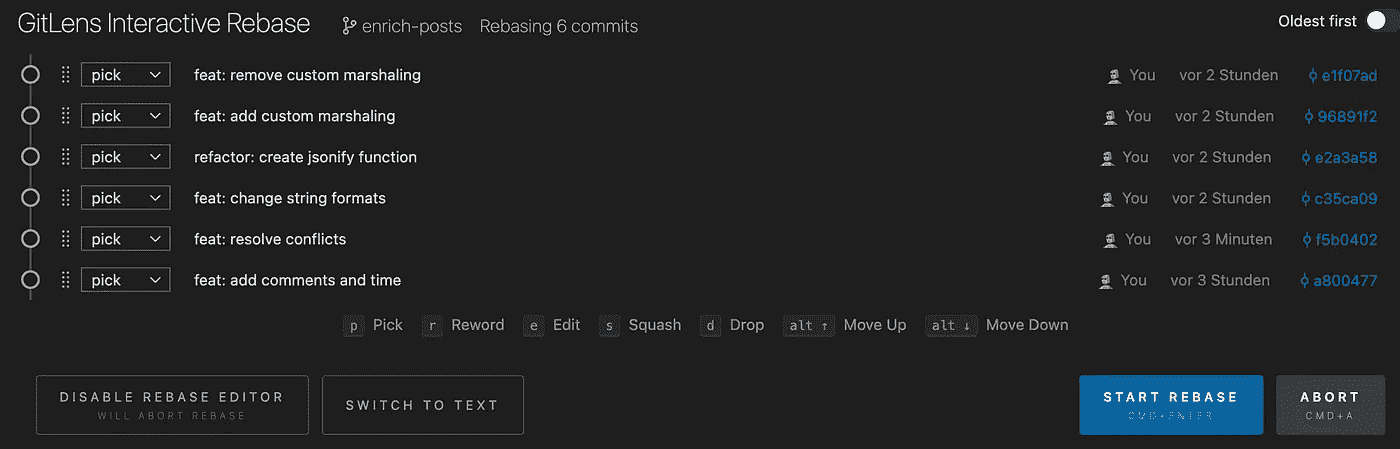 GitLens Interactive Rebase enrich-posts Rebasing 6 commits Oldest first
pick feat: remove custom marshaling You vor 2 Stunden e1f07ad
pick feat: add custom marshaling You vor 2 Stunden 96891f2
pick refactor: create jsonify function You vor 2 Stunden e2a3a58
pick feat: change string formats You vor 2 Stunden c35ca09
pick feat: resolve conflicts You vor 3 Minuten f5b0402
pick feat: add comments and time You vor 3 Stunden a800477
p Pick r Reword e Edit s Squash d Drop alt ↑ Move Up alt ↓ Move Down
DISABLE REBASE EDITOR
WILL ABORT REBASE
SWITCH TO TEXT
START REBASE
CMD+ENTER
ABORT
CMD+A